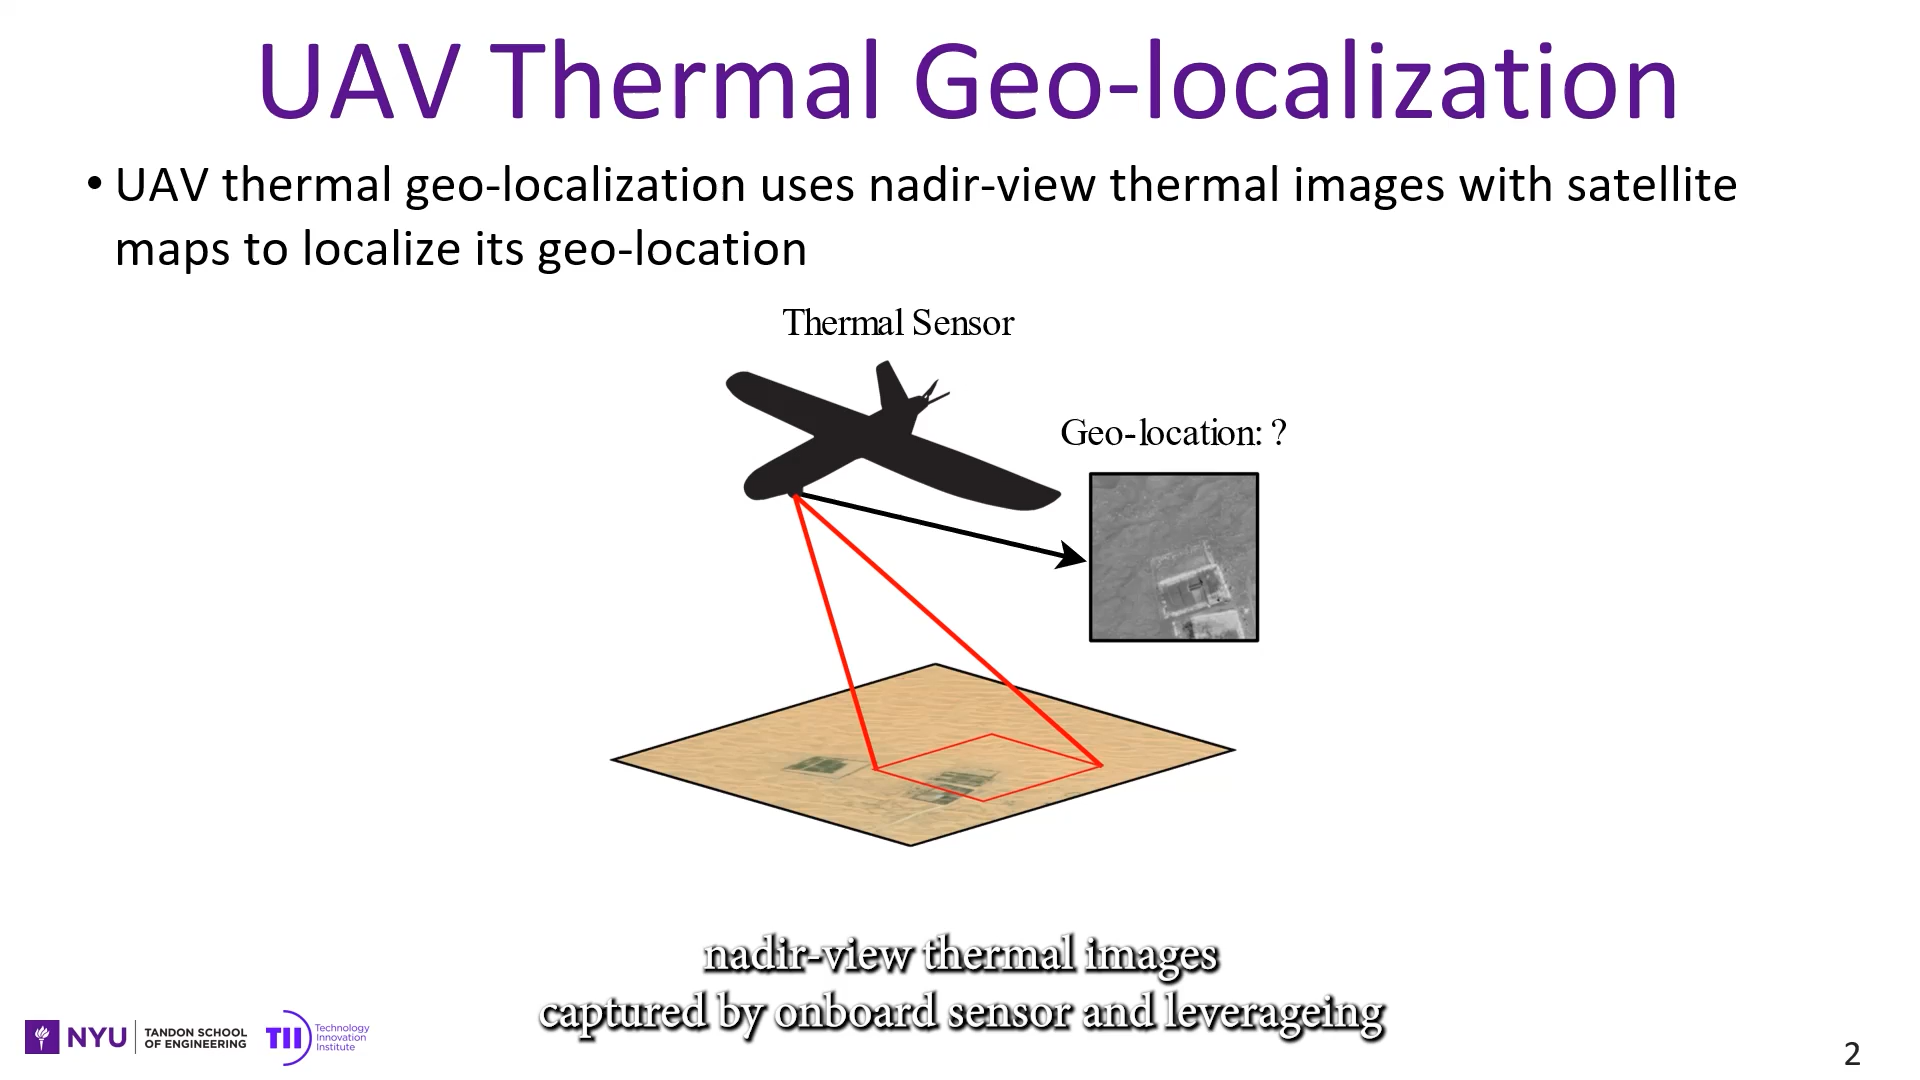 UAV Thermal Geo-localization
• UAV thermal geo-localization uses nadir-view thermal images with satellite
maps to localize its geo-location
Thermal Sensor
Geo-location: ?
nadir-view thermal images
captured by onboard sensor and leverageing
NYU
TANDON SCHOOL
OF ENGINEERING
TII
Technology
Innovation
Institute
2